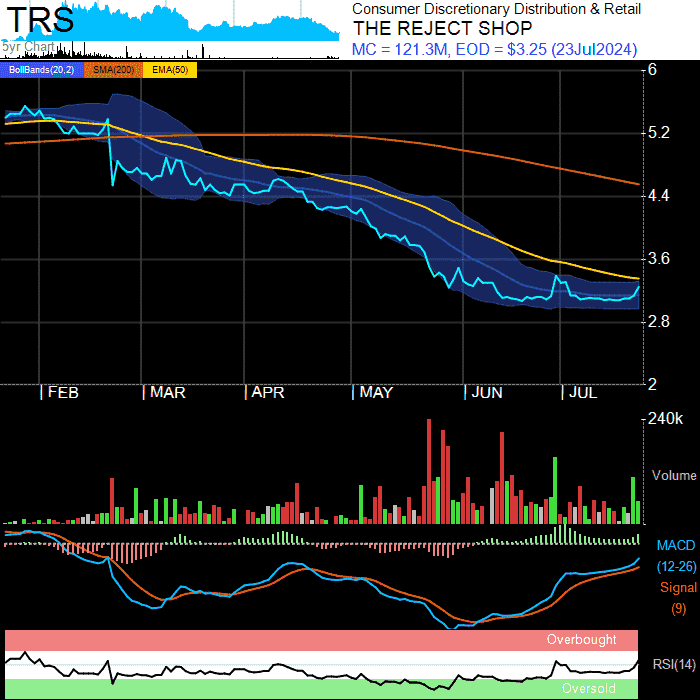 TRS
5yr Chart
Consumer Discretionary Distribution & Retail
THE REJECT SHOP
MC = 121.3M, EOD = $3.25 (23Jul2024)
BollBands(20,2) SMA(200) EMA(50)
6
5.2
4.4
3.6
2.8
2
FEB MAR APR MAY JUN JUL
240k
Volume
MACD
(12-26)
Signal
(9)
Overbought
RSI(14)
Oversold